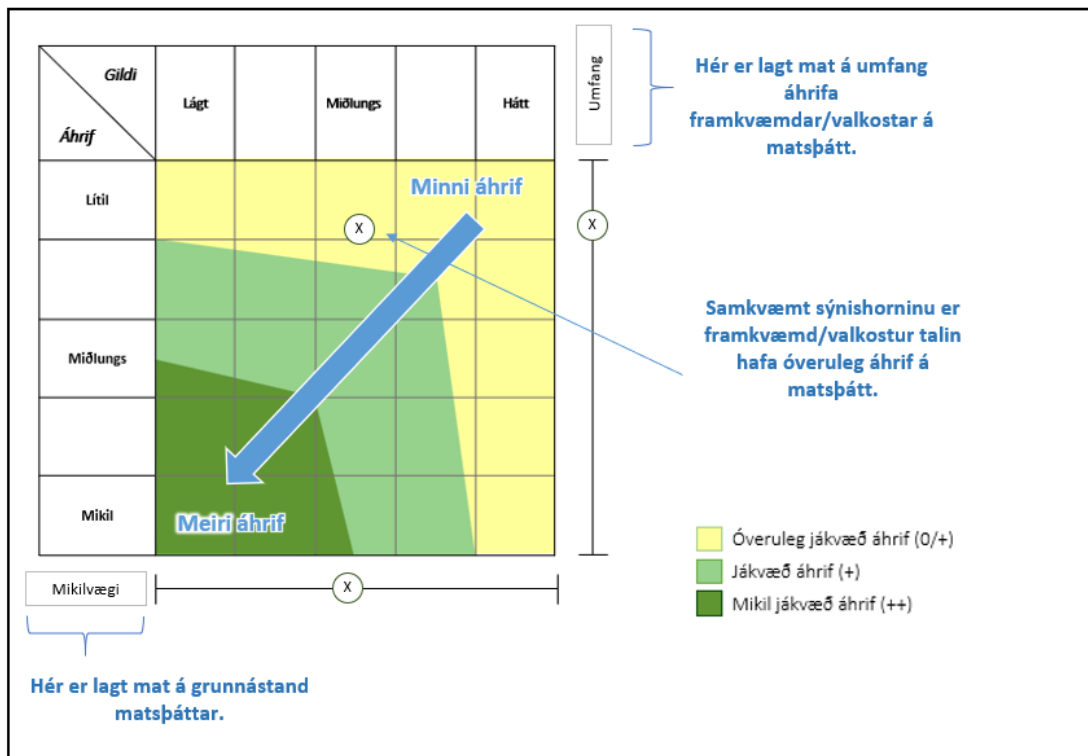 Gildi
Áhrif
Lágt
Miðlungs
Hátt
Umfang
Hér er lagt mat á umfang
áhrifa
framkvæmdar/valkostar á
matsþátt.
Lítil
Minni áhrif
X
X
Samkvæmt sýnishorninu er
framkvæmd/valkostur talin
hafa óveruleg áhrif á
matsþátt.
Miðlungs
Mikil
Meiri áhrif
Óveruleg jákvæð áhrif (0/+)
Jákvæð áhrif (+)
Mikil jákvæð áhrif (++)
Mikilvægi
X
Hér er lagt mat á grunnástand
matsþáttar.